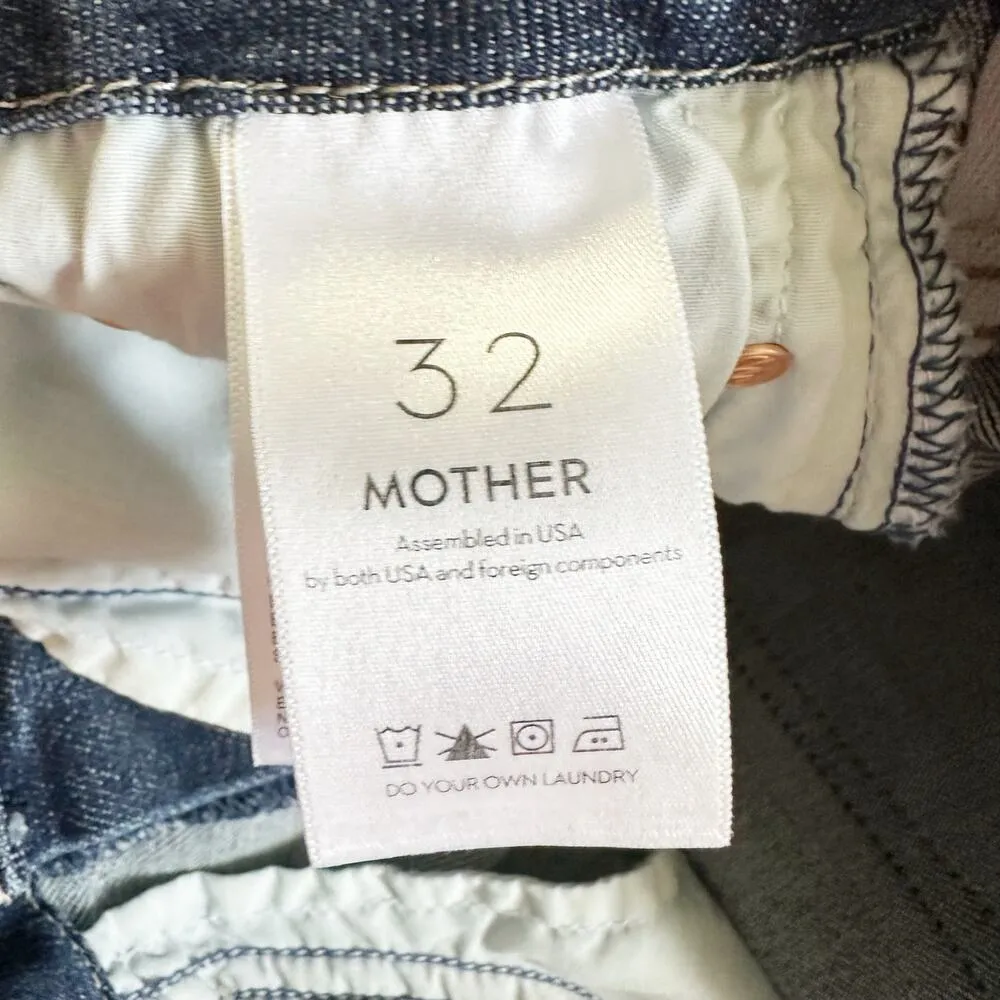 32
MOTHER
Assembled in USA
by both USA and foreign components
DO YOUR OWN LAUNDRY